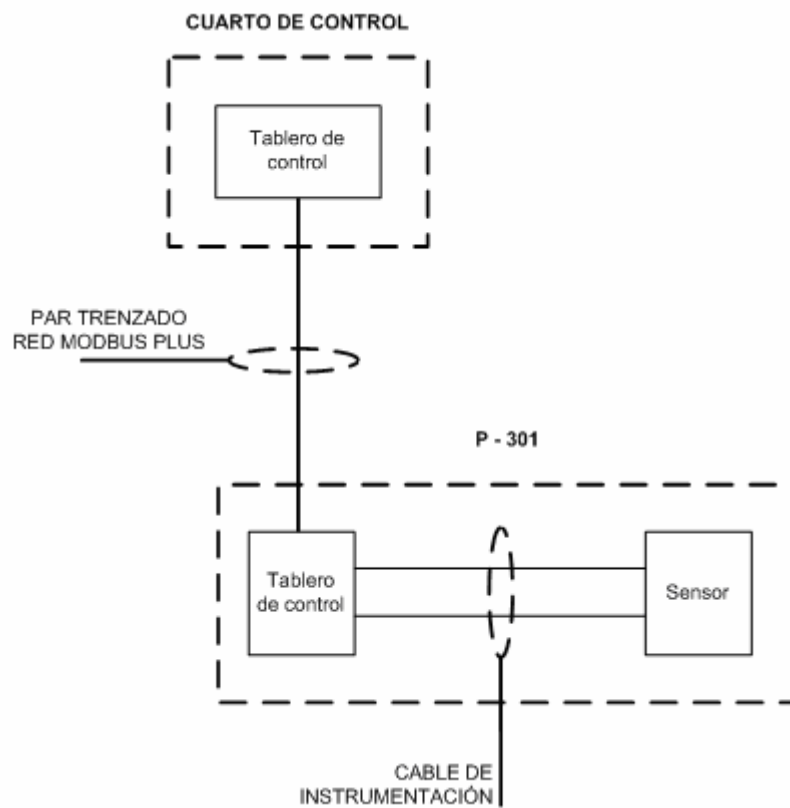 CUARTO DE CONTROL
Tablero de
control
PAR TRENZADO
RED MODBUS PLUS
P - 301
Tablero
de control
Sensor
CABLE DE
INSTRUMENTACIÓN